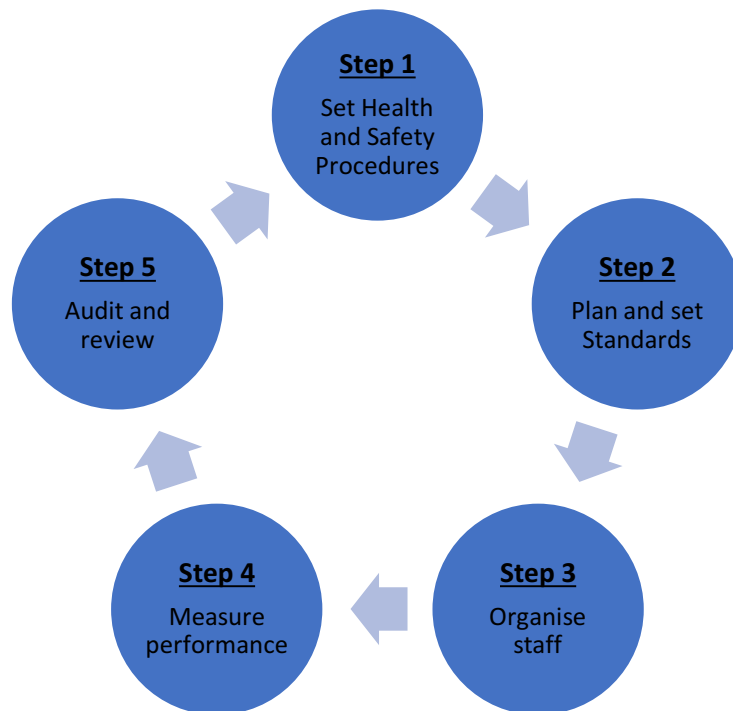 Step 1
Set Health
and Safety
Procedures
Step 2
Plan and set
Standards
Step 3
Organise
staff
Step 4
Measure
performance
Step 5
Audit and
review